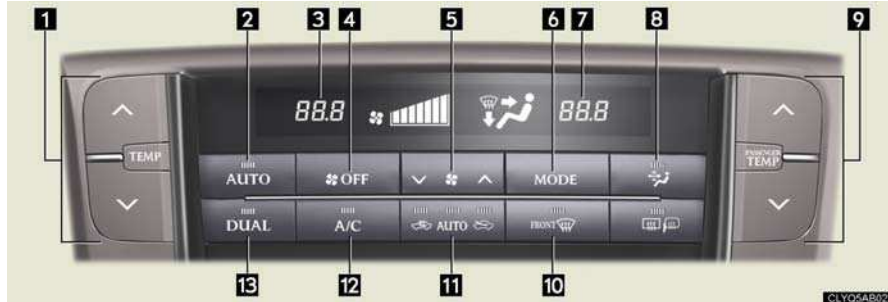 1 2 3 4 5 6 7 8 9
88.8 88.8
TEMP
PASSENGER
TEMP
AUTO OFF MODE
DUAL A/C AUTO FRONT
13 12 11 10
CLYO5AB02